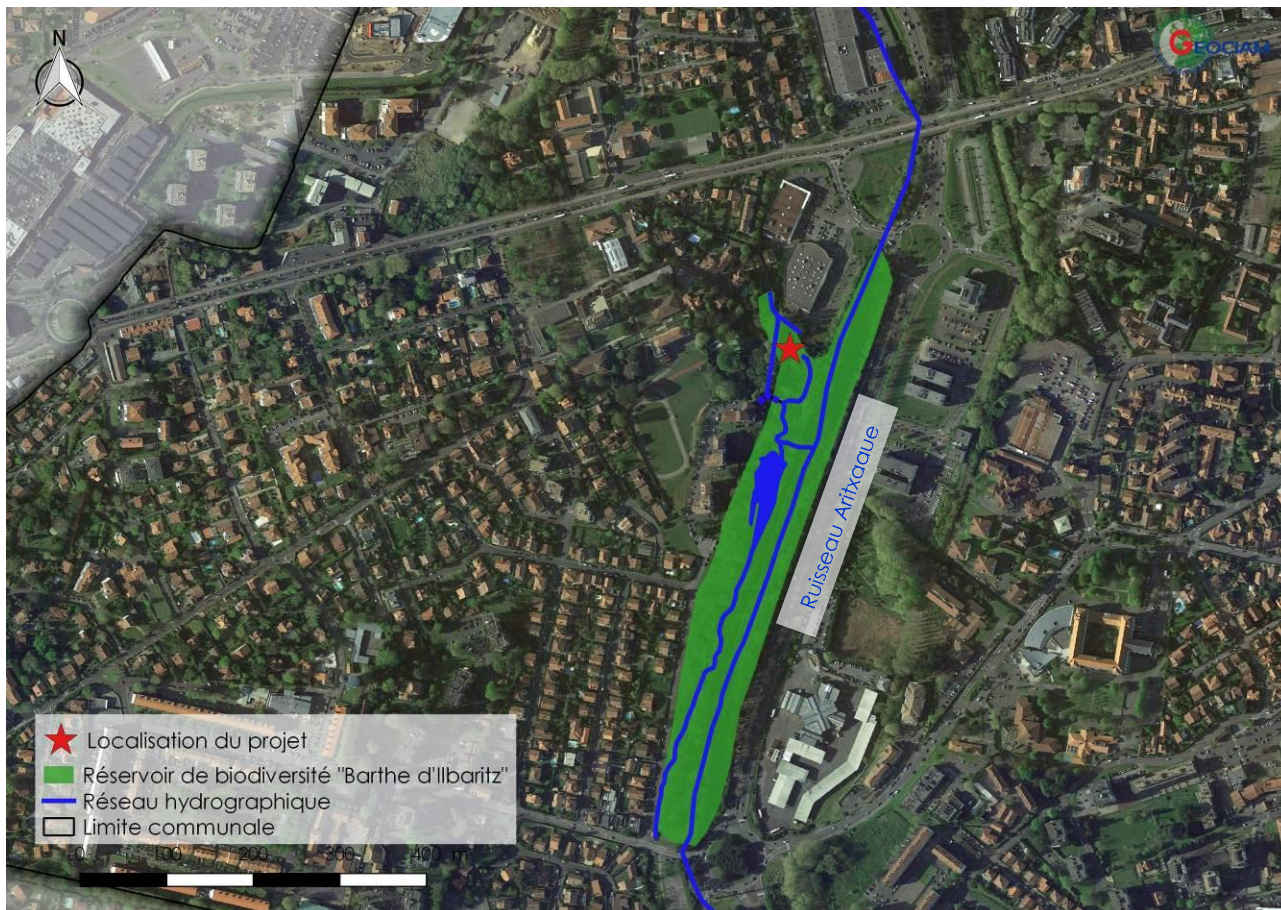 N
GEOCIAM
Ruisseau Aritxague
Localisation du projet
Réservoir de biodiversité "Barthe d'Ilbaritz"
Réseau hydrographique
Limite communale
0 100 200 300 400 m